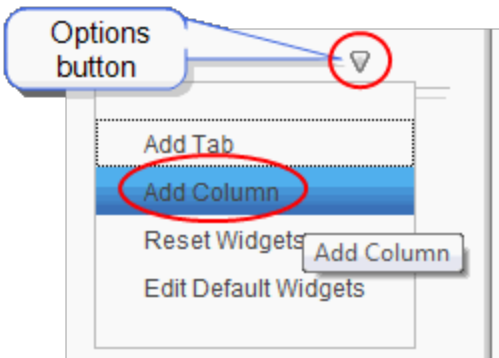 Options
button
Add Tab
Add Column
Reset Widgets
Add Column
Edit Default Widgets